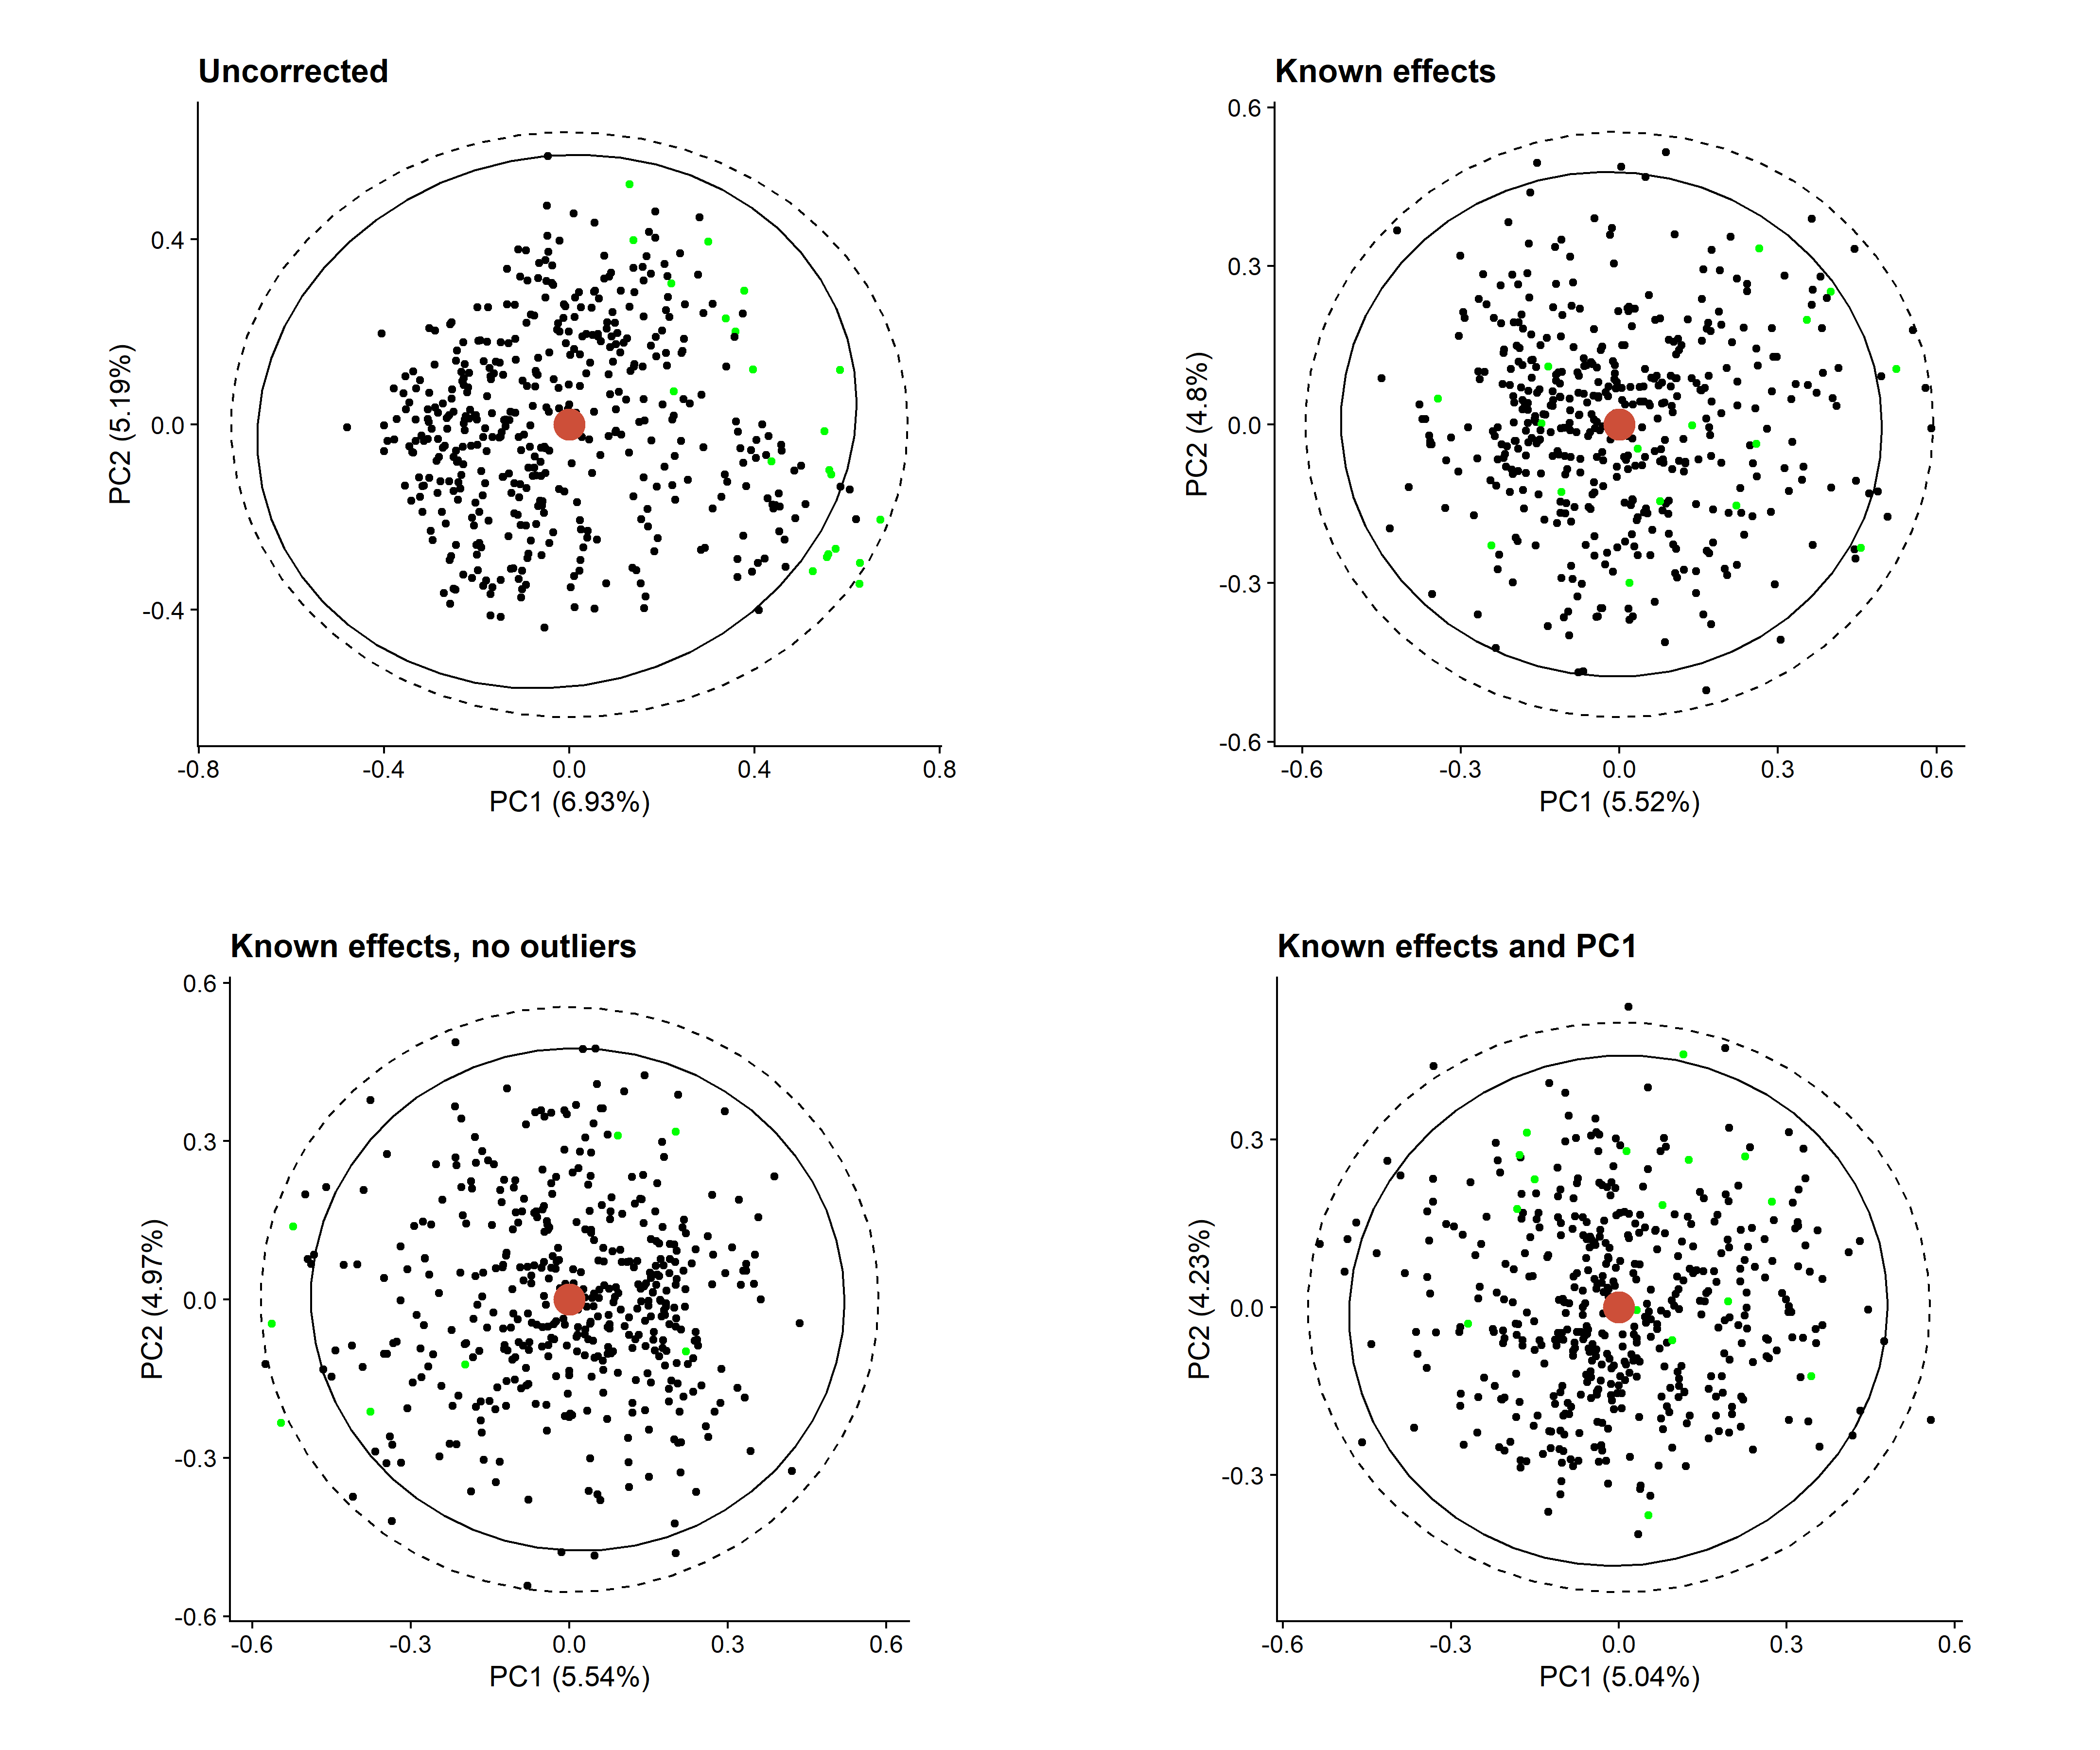 Uncorrected
0.4
0.0
-0.4
PC2 (5.19%)
-0.8 -0.4 0.0 0.4 0.8
PC1 (6.93%)
Known effects
0.6
0.3
0.0
-0.3
-0.6
PC2 (4.8%)
-0.6 -0.3 0.0 0.3 0.6
PC1 (5.52%)
Known effects, no outliers
0.6
0.3
0.0
-0.3
-0.6
PC2 (4.97%)
-0.6 -0.3 0.0 0.3 0.6
PC1 (5.54%)
Known effects and PC1
0.3
0.0
-0.3
PC2 (4.23%)
-0.6 -0.3 0.0 0.3 0.6
PC1 (5.04%)